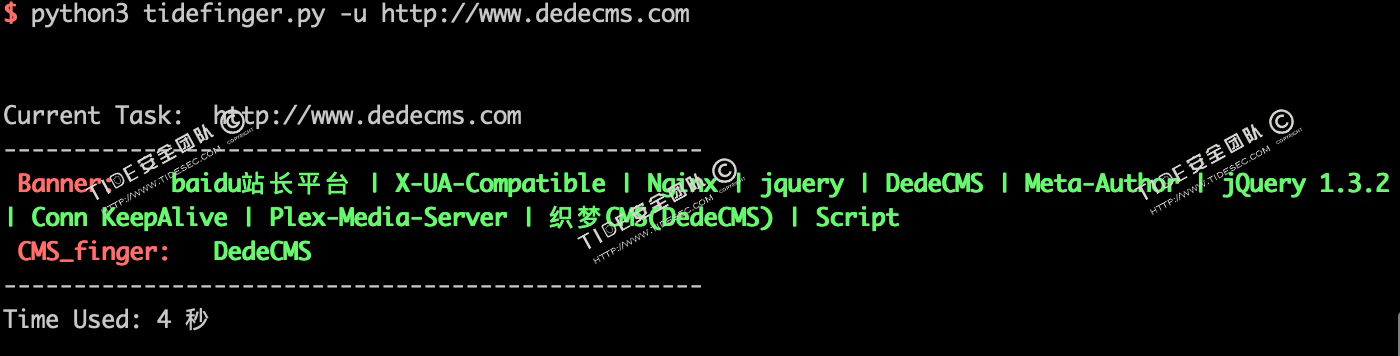 $ python3 tidefinger.py -u http://www.dedecms.com
Current Task:  http://www.dedecms.com
--------------------------------------------------
Banner:    baidu站长平台 | X-UA-Compatible | Nginx | jquery | DedeCMS | Meta-Author | jQuery 1.3.2
| Conn KeepAlive | Plex-Media-Server | 织梦CMS(DedeCMS) | Script
CMS_finger:   DedeCMS
--------------------------------------------------
Time Used: 4 秒
TIDE安全团队 ©
COPYRIGHT
HTTP://WWW.TIDESEC.COM
TIDE安全团队 ©
COPYRIGHT
HTTP://WWW.TIDESEC.COM
TIDE安全团队 ©
COPYRIGHT
HTTP://WWW.TIDESEC.COM